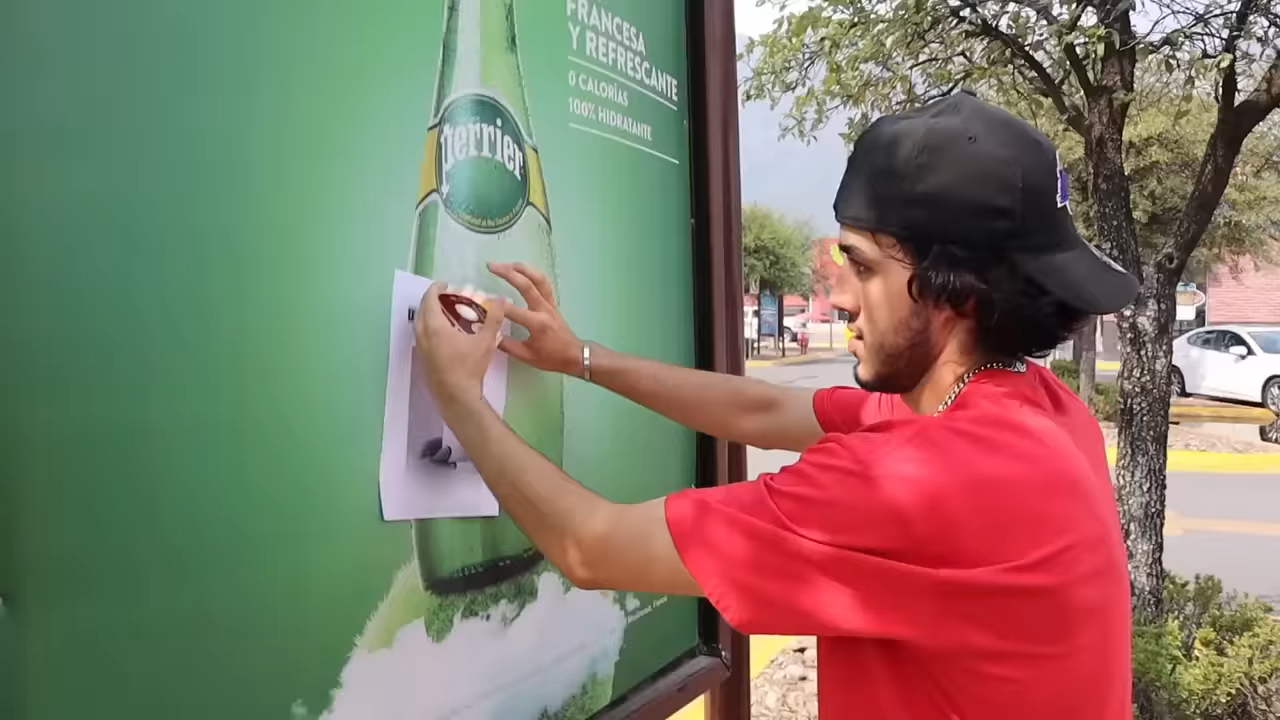 FRANCESA
Y REFRESCANTE
0 CALORÍAS
100% HIDRATANTE
perrier